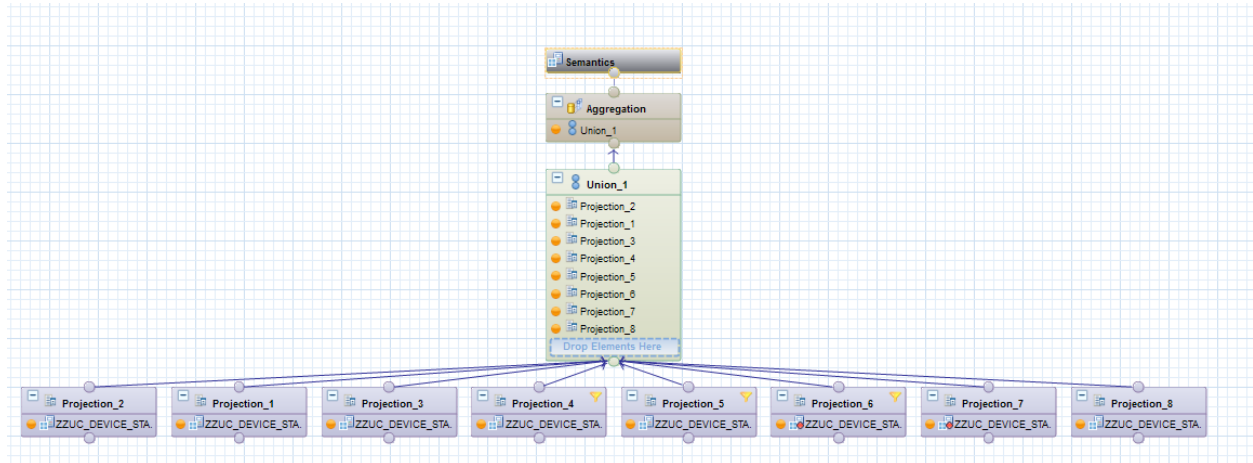 Semantics
Aggregation
Union_1
Union_1
Projection_2
Projection_1
Projection_3
Projection_4
Projection_5
Projection_6
Projection_7
Projection_8
Drop Elements Here
Projection_2
ZZUC_DEVICE_STA.
Projection_1
ZZUC_DEVICE_STA.
Projection_3
ZZUC_DEVICE_STA.
Projection_4
ZZUC_DEVICE_STA.
Projection_5
ZZUC_DEVICE_STA.
Projection_6
ZZUC_DEVICE_STA.
Projection_7
ZZUC_DEVICE_STA.
Projection_8
ZZUC_DEVICE_STA.